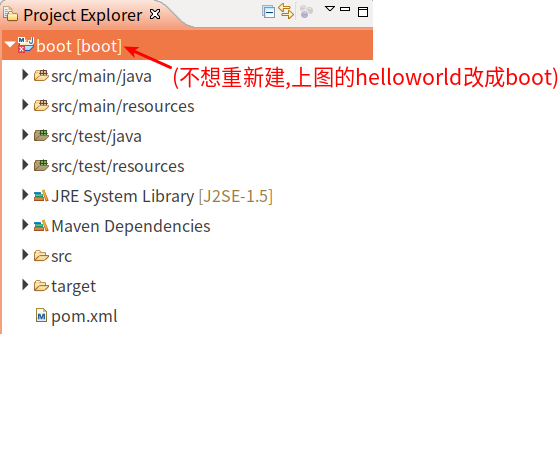 Project Explorer
boot [boot]
(不想重新建,上图的helloworld改成boot)
src/main/java
src/main/resources
src/test/java
src/test/resources
JRE System Library [J2SE-1.5]
Maven Dependencies
src
target
pom.xml